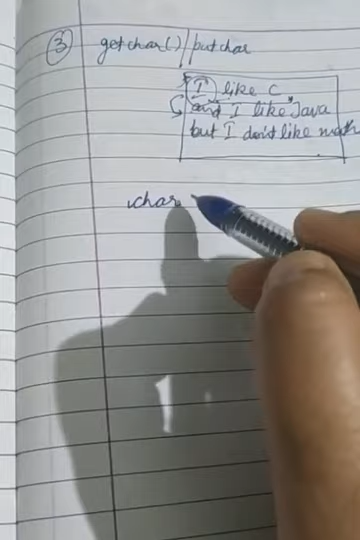 ③ getchar() / putchar
I like C
and I like Java
but I don't like math
char